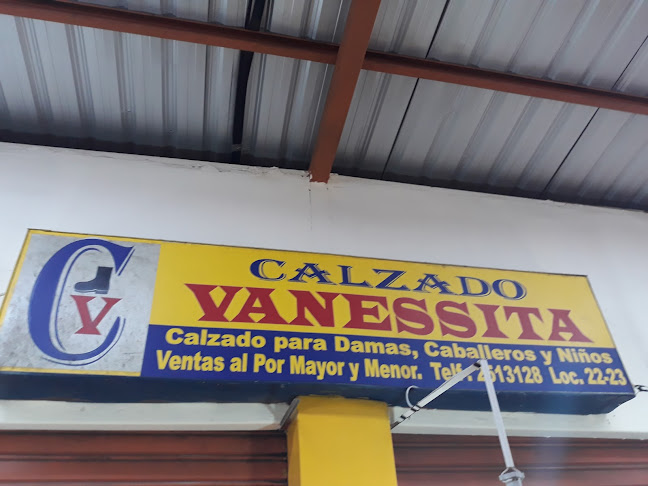 CV
CALZADO
VANESSITA
Calzado para Damas, Caballeros y Niños
Ventas al Por Mayor y Menor. Telf.: 2513128 Loc. 22-23